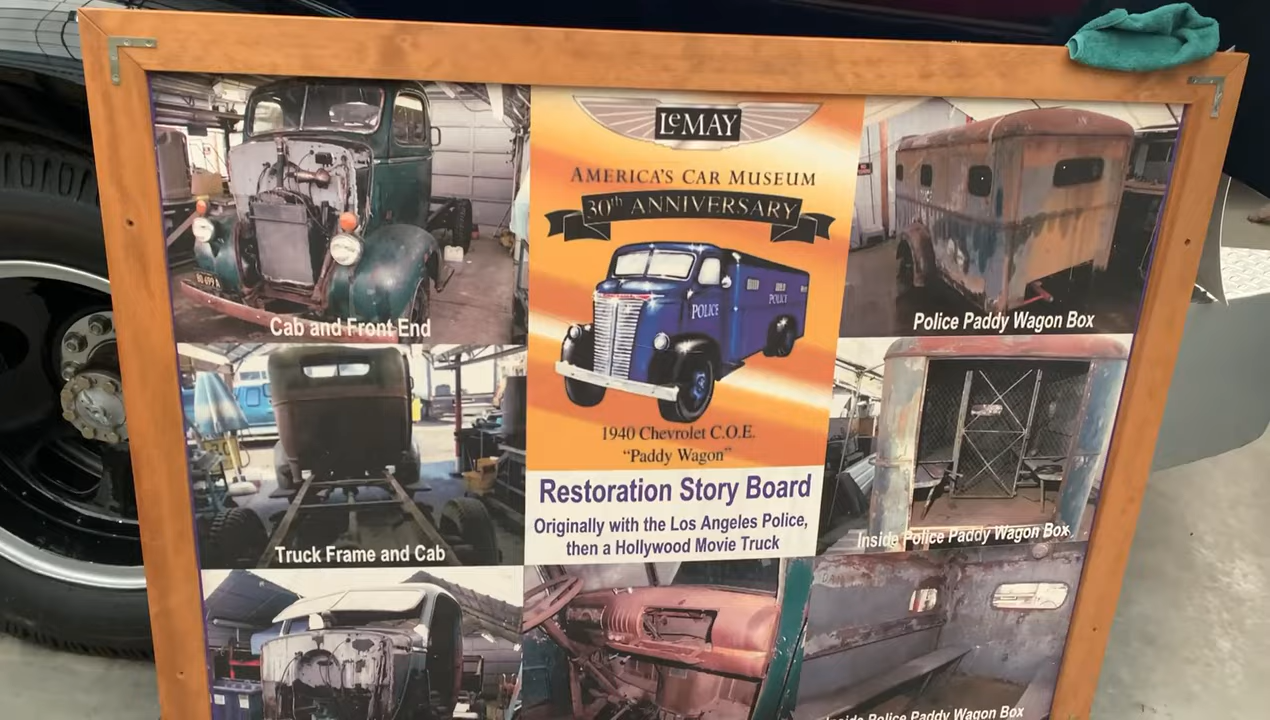 LEMAY
AMERICA'S CAR MUSEUM
30th ANNIVERSARY
POLICE
POLICE
1940 Chevrolet C.O.E.
"Paddy Wagon"
Restoration Story Board
Originally with the Los Angeles Police,
then a Hollywood Movie Truck
Cab and Front End
Police Paddy Wagon Box
Truck Frame and Cab
Inside Police Paddy Wagon Box
Inside Police Paddy Wagon Box